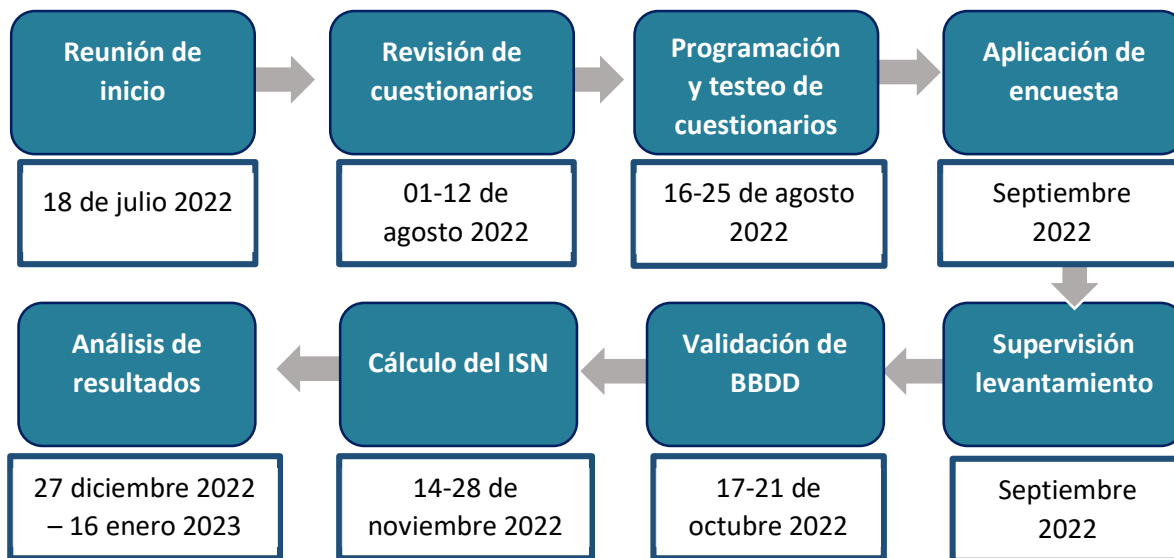 Reunión de
inicio
18 de julio 2022
Revisión de
cuestionarios
01-12 de
agosto 2022
Programación
y testeo de
cuestionarios
16-25 de agosto
2022
Aplicación de
encuesta
Septiembre
2022
Supervisión
levantamiento
Septiembre
2022
Validación de
BBDD
17-21 de
octubre 2022
Cálculo del ISN
14-28 de
noviembre 2022
Análisis de
resultados
27 diciembre 2022
– 16 enero 2023